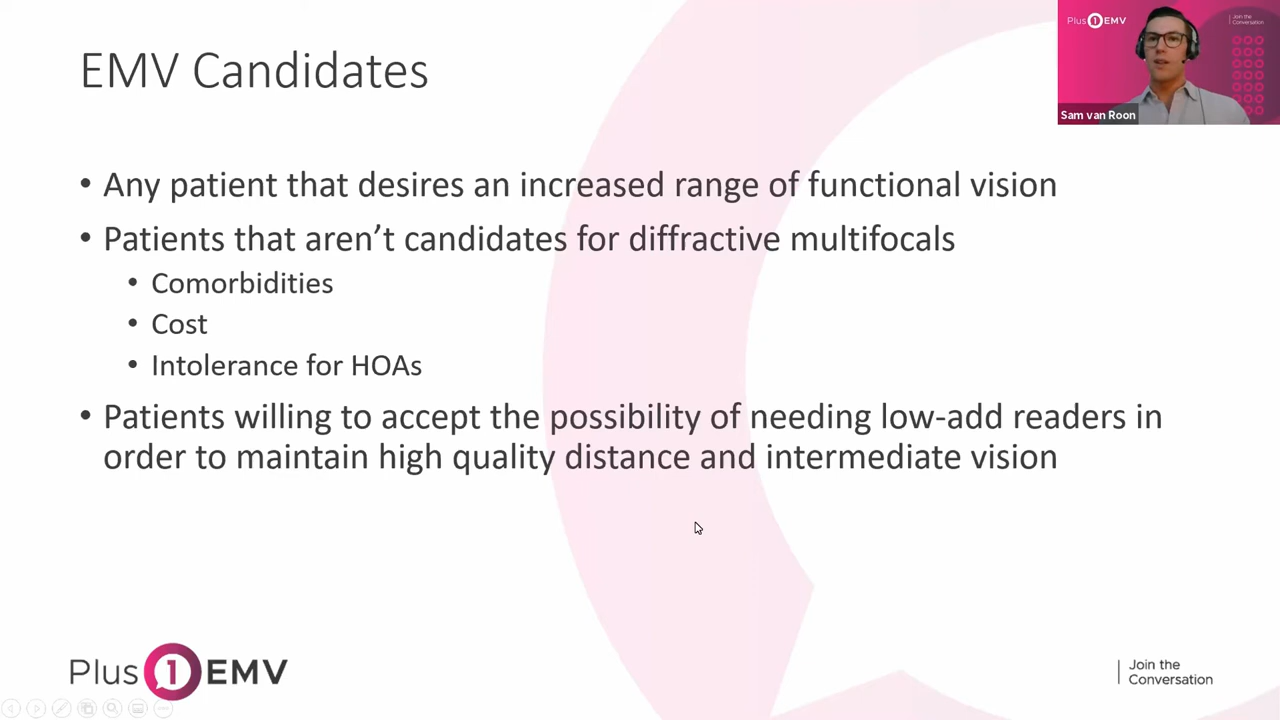 EMV Candidates
• Any patient that desires an increased range of functional vision
• Patients that aren’t candidates for diffractive multifocals
• Comorbidities
• Cost
• Intolerance for HOAs
• Patients willing to accept the possibility of needing low-add readers in
order to maintain high quality distance and intermediate vision
Plus 1 EMV
Join the
Conversation
Plus 1 EMV
Join the
Conversation
Sam van Roon